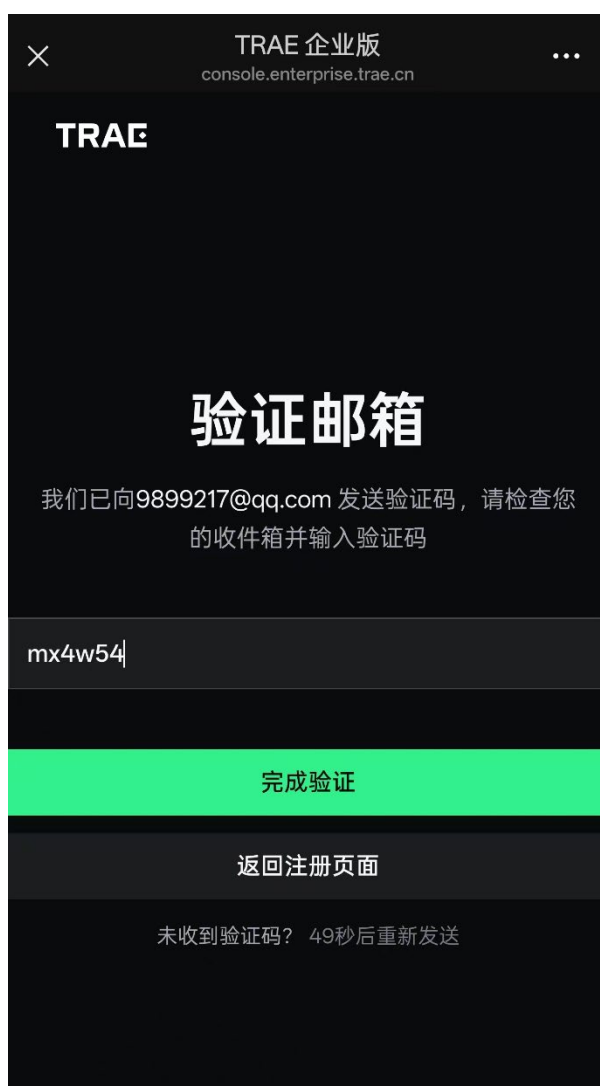 TRAE 企业版
console.enterprise.trae.cn
TRAE
验证邮箱
我们已向9899217@qq.com 发送验证码，请检查您
的收件箱并输入验证码
mx4w54
完成验证
返回注册页面
未收到验证码？ 49秒后重新发送